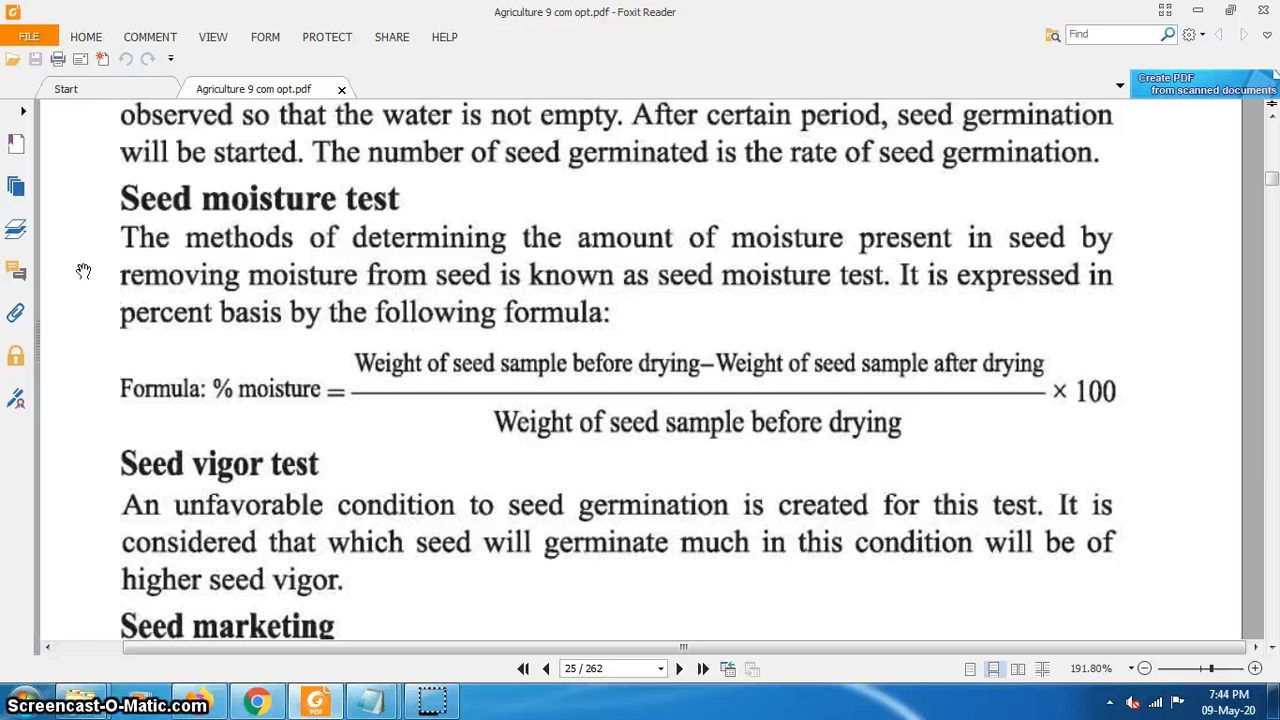 Agriculture 9 com opt.pdf - Foxit Reader
FILE HOME COMMENT VIEW FORM PROTECT SHARE HELP
Find
Start
Agriculture 9 com opt.pdf
Create PDF
from scanned documents
observed so that the water is not empty. After certain period, seed germination
will be started. The number of seed germinated is the rate of seed germination.
Seed moisture test
The methods of determining the amount of moisture present in seed by
removing moisture from seed is known as seed moisture test. It is expressed in
percent basis by the following formula:
Weight of seed sample before drying–Weight of seed sample after drying
Formula: % moisture = × 100
Weight of seed sample before drying
Seed vigor test
An unfavorable condition to seed germination is created for this test. It is
considered that which seed will germinate much in this condition will be of
higher seed vigor.
Seed marketing
25 / 262
191.80%
7:44 PM
09-May-20
Screencast-O-Matic.com
PDF